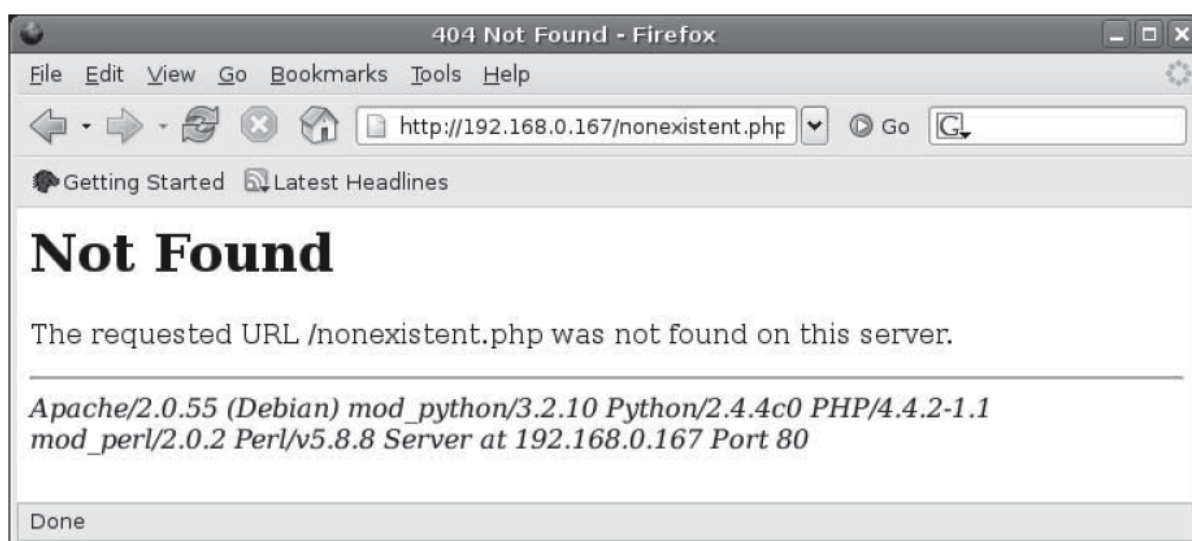 404 Not Found - Firefox
File Edit View Go Bookmarks Tools Help
http://192.168.0.167/nonexistent.php Go G
Getting Started Latest Headlines
Not Found
The requested URL /nonexistent.php was not found on this server.
Apache/2.0.55 (Debian) mod_python/3.2.10 Python/2.4.4c0 PHP/4.4.2-1.1
mod_perl/2.0.2 Perl/v5.8.8 Server at 192.168.0.167 Port 80
Done